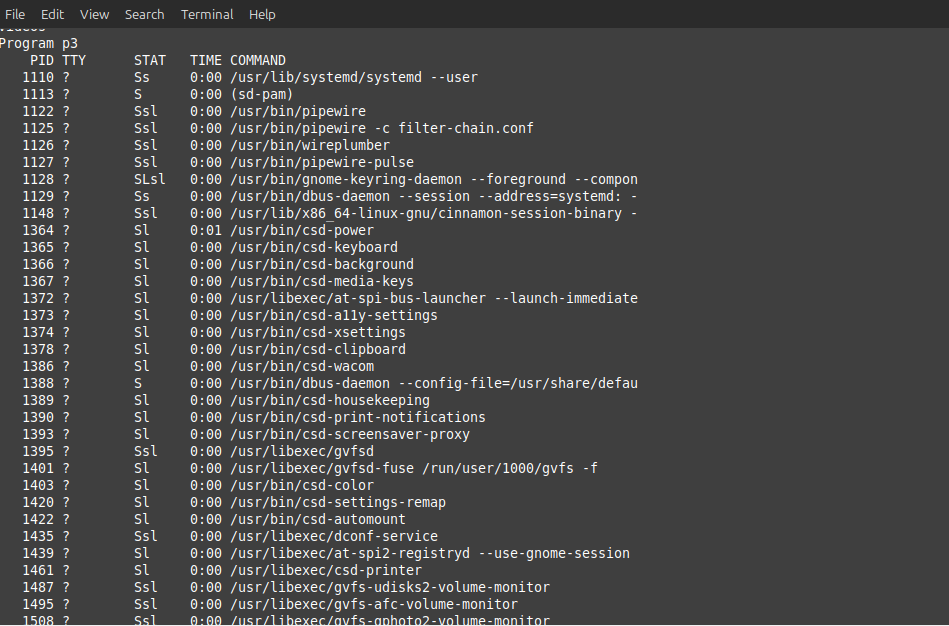 File Edit View Search Terminal Help
Videos
Program p3
PID TTY STAT TIME COMMAND
1110 ? Ss 0:00 /usr/lib/systemd/systemd --user
1113 ? S 0:00 (sd-pam)
1122 ? Ssl 0:00 /usr/bin/pipewire
1125 ? Ssl 0:00 /usr/bin/pipewire -c filter-chain.conf
1126 ? Ssl 0:00 /usr/bin/wireplumber
1127 ? Ssl 0:00 /usr/bin/pipewire-pulse
1128 ? SLsl 0:00 /usr/bin/gnome-keyring-daemon --foreground --compon
1129 ? Ss 0:00 /usr/bin/dbus-daemon --session --address=systemd: -
1148 ? Ssl 0:00 /usr/lib/x86_64-linux-gnu/cinnamon-session-binary -
1364 ? Sl 0:01 /usr/bin/csd-power
1365 ? Sl 0:00 /usr/bin/csd-keyboard
1366 ? Sl 0:00 /usr/bin/csd-background
1367 ? Sl 0:00 /usr/bin/csd-media-keys
1372 ? Sl 0:00 /usr/libexec/at-spi-bus-launcher --launch-immediate
1373 ? Sl 0:00 /usr/bin/csd-a11y-settings
1374 ? Sl 0:00 /usr/bin/csd-xsettings
1378 ? Sl 0:00 /usr/bin/csd-clipboard
1386 ? Sl 0:00 /usr/bin/csd-wacom
1388 ? S 0:00 /usr/bin/dbus-daemon --config-file=/usr/share/defau
1389 ? Sl 0:00 /usr/bin/csd-housekeeping
1390 ? Sl 0:00 /usr/bin/csd-print-notifications
1393 ? Sl 0:00 /usr/bin/csd-screensaver-proxy
1395 ? Ssl 0:00 /usr/libexec/gvfsd
1401 ? Sl 0:00 /usr/libexec/gvfsd-fuse /run/user/1000/gvfs -f
1403 ? Sl 0:00 /usr/bin/csd-color
1420 ? Sl 0:00 /usr/bin/csd-settings-remap
1422 ? Sl 0:00 /usr/bin/csd-automount
1435 ? Ssl 0:00 /usr/libexec/dconf-service
1439 ? Sl 0:00 /usr/libexec/at-spi2-registryd --use-gnome-session
1461 ? Sl 0:00 /usr/libexec/csd-printer
1487 ? Ssl 0:00 /usr/libexec/gvfs-udisks2-volume-monitor
1495 ? Ssl 0:00 /usr/libexec/gvfs-afc-volume-monitor
1508 ? Ssl 0:00 /usr/libexec/gvfs-gphoto2-volume-monitor